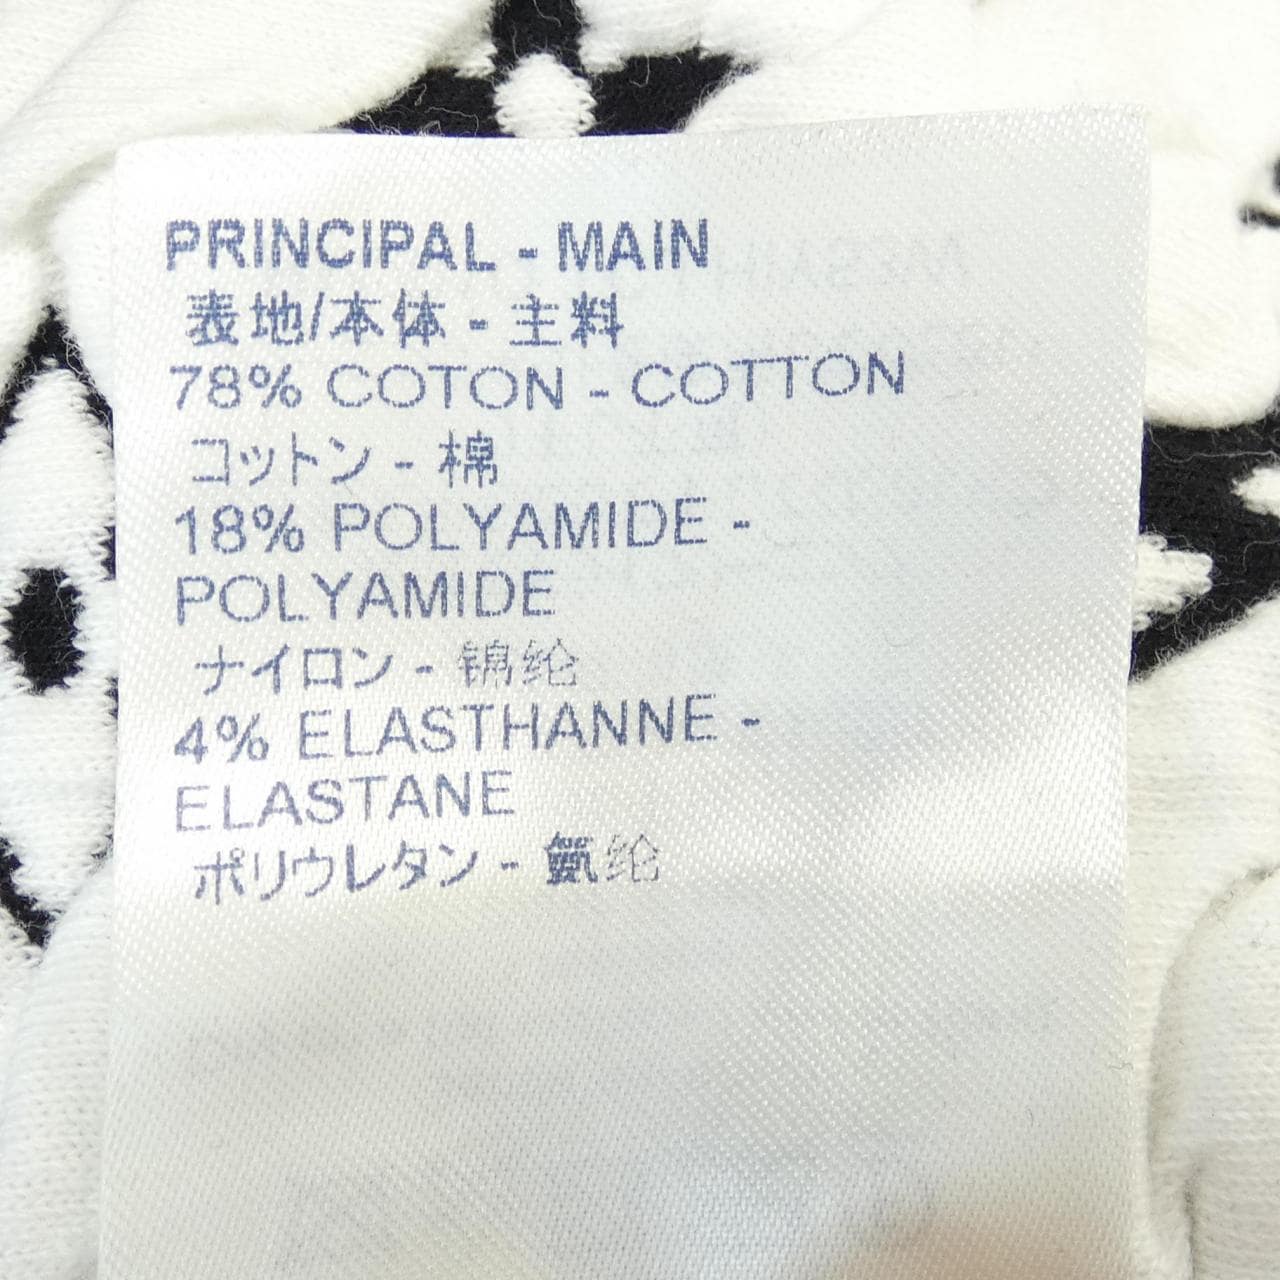 PRINCIPAL - MAIN
表地/本体 - 主料
78% COTON - COTTON
コットン - 棉
18% POLYAMIDE -
POLYAMIDE
ナイロン - 锦纶
4% ELASTHANNE -
ELASTANE
ポリウレタン - 氨纶